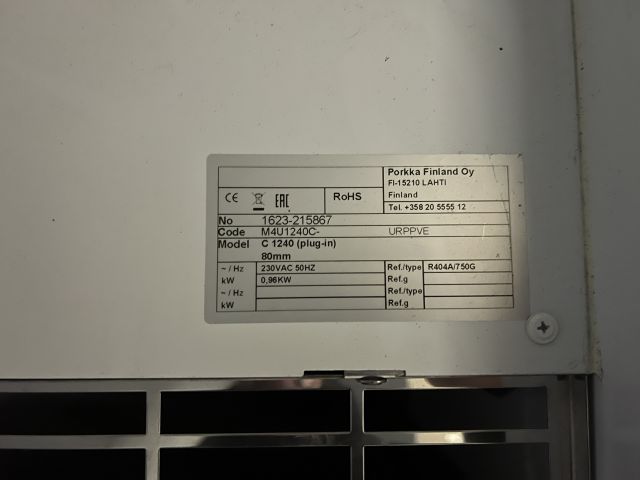 Porkka Finland Oy
FI-15210 LAHTI
CE EAC RoHS Finland
Tel. +358 20 5555 12
No 1623-215867
Code M4U1240C- URPPVE
Model C 1240 (plug-in)
80mm
~ / Hz 230VAC 50HZ Ref./type R404A/750G
kW 0,96KW Ref.g
~ / Hz Ref./type
kW Ref.g